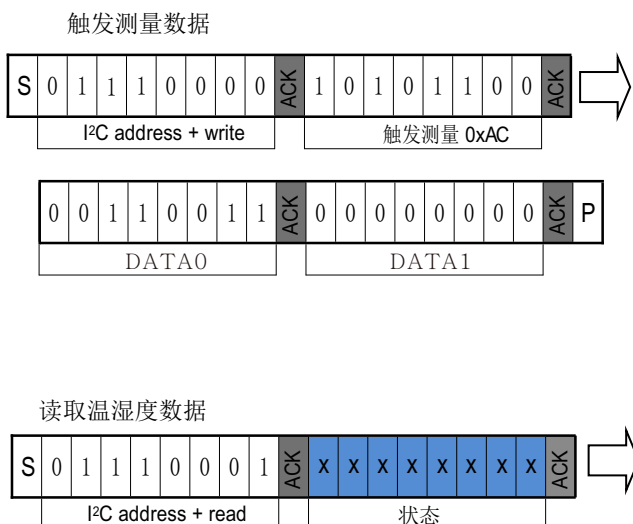 触发测量数据
S 0 1 1 1 0 0 0 0 ACK 1 0 1 0 1 1 0 0 ACK
I²C address + write 触发测量 0xAC
0 0 1 1 0 0 1 1 ACK 0 0 0 0 0 0 0 0 ACK P
DATA0 DATA1
读取温湿度数据
S 0 1 1 1 0 0 0 1 ACK x x x x x x x x ACK
I²C address + read 状态